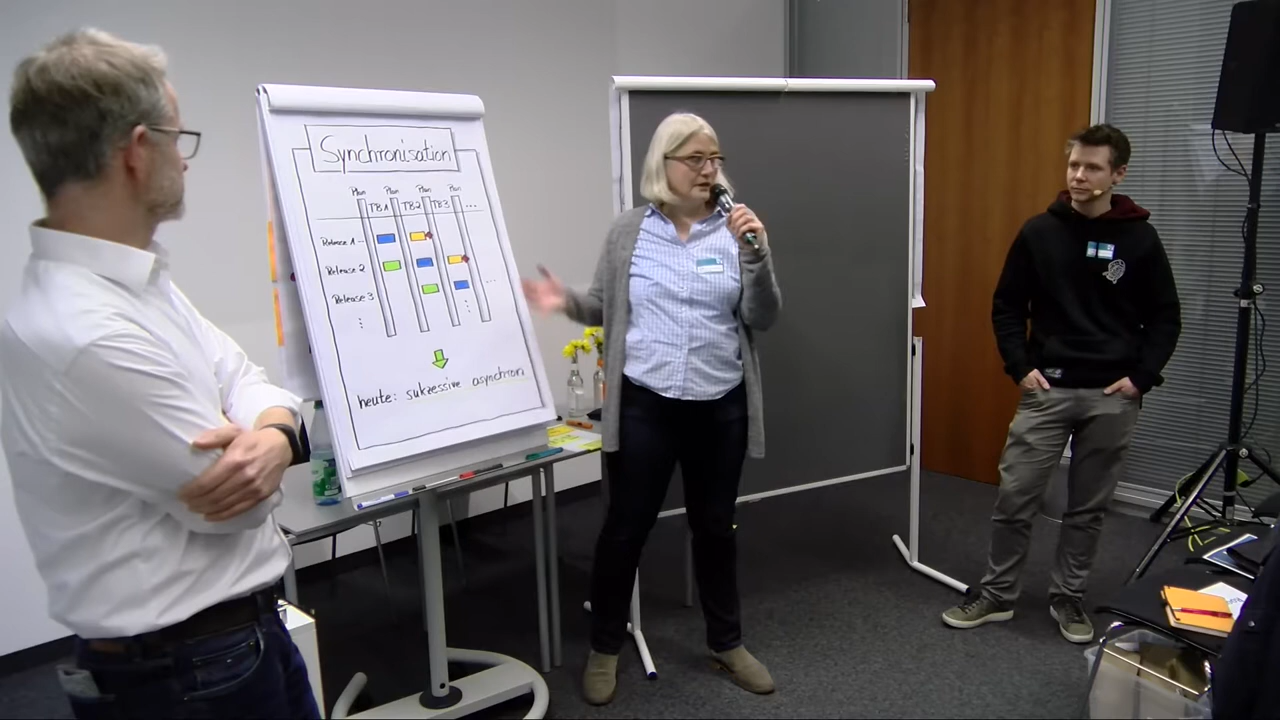 Synchronisation
Plan Plan Plan Plan
TB1 TB2 TB3 ...
Release 1 ...
Release 2
Release 3
heute: sukzessive asynchron